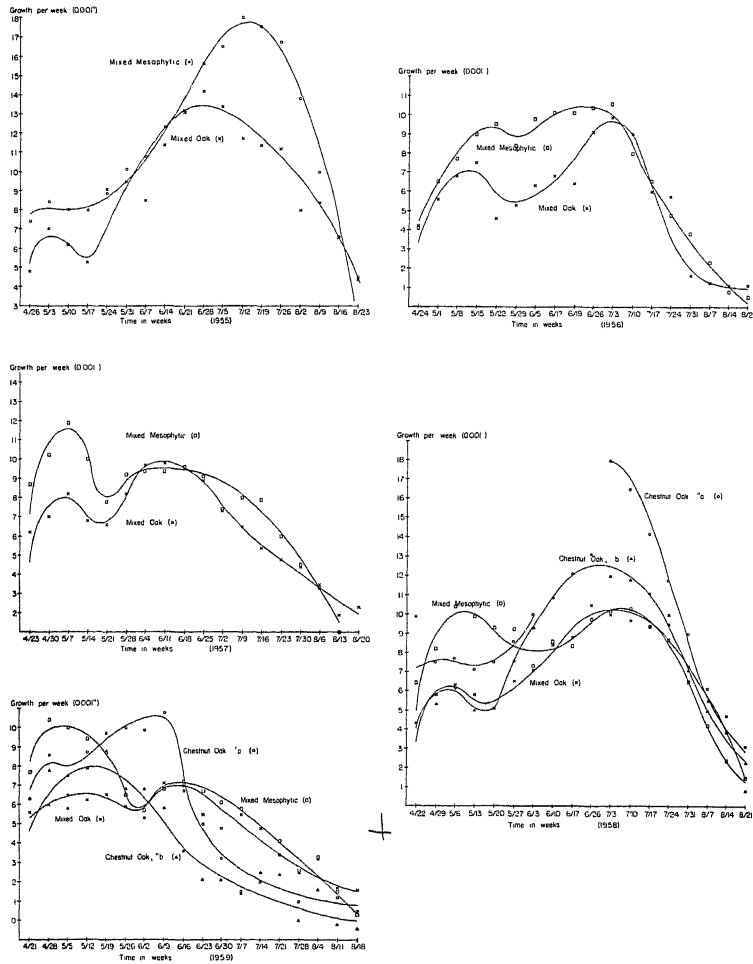 Growth per week (0.001")
18
17
16
15
14
13
12
11
10
9
8
7
6
5
4
3
Mixed Mesophytic (o)
Mixed Oak (x)
4/26 5/3 5/10 5/17 5/24 5/31 6/7 6/14 6/21 6/28 7/5 7/12 7/19 7/26 8/2 8/9 8/16 8/23
Time in weeks (1955)
Growth per week (0.001)
11
10
9
8
7
6
5
4
3
2
1
Mixed Mesophytic (o)
Mixed Oak (x)
4/24 5/1 5/8 5/15 5/22 5/29 6/5 6/12 6/19 6/26 7/3 7/10 7/17 7/24 7/31 8/7 8/14 8/2
Time in weeks (1956)
Growth per week (0.001)
14
13
12
11
10
9
8
7
6
5
4
3
2
Mixed Mesophytic (o)
Mixed Oak (x)
4/23 4/30 5/7 5/14 5/21 5/28 6/4 6/11 6/18 6/25 7/2 7/9 7/16 7/23 7/30 8/6 8/13 8/20
Time in weeks (1957)
Growth per week (0.001)
18
17
16
15
14
13
12
11
10
9
8
7
6
5
4
3
2
1
Chestnut Oak "a (o)
Chestnut Oak, b (▲)
Mixed Mesophytic (o)
Mixed Oak (x)
4/22 4/29 5/6 5/13 5/20 5/27 6/3 6/10 6/17 6/26 7/3 7/10 7/17 7/24 7/31 8/7 8/14 8/21
Time in weeks (1958)
Growth per week (0.001")
10
9
8
7
6
5
4
3
2
1
0
Chestnut Oak "a (o)
Mixed Mesophytic (o)
Mixed Oak (x)
Chestnut Oak, "b (▲)
4/21 4/28 5/5 5/12 5/19 5/26 6/2 6/9 6/16 6/23 6/30 7/7 7/14 7/21 7/28 8/4 8/11 8/18
Time in weeks (1959)